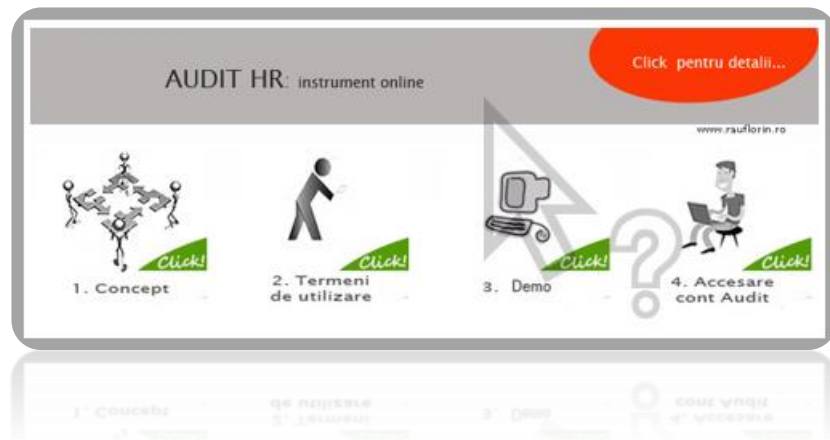 AUDIT HR: instrument online
Click pentru detalii...
www.rauflorin.ro
Click!
1. Concept
Click!
2. Termeni
de utilizare
Click!
3. Demo
Click!
4. Accesare
cont Audit